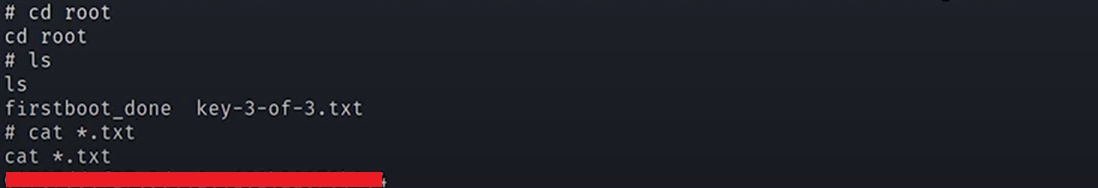 # cd root
cd root
# ls
ls
firstboot_done  key-3-of-3.txt
# cat *.txt
cat *.txt